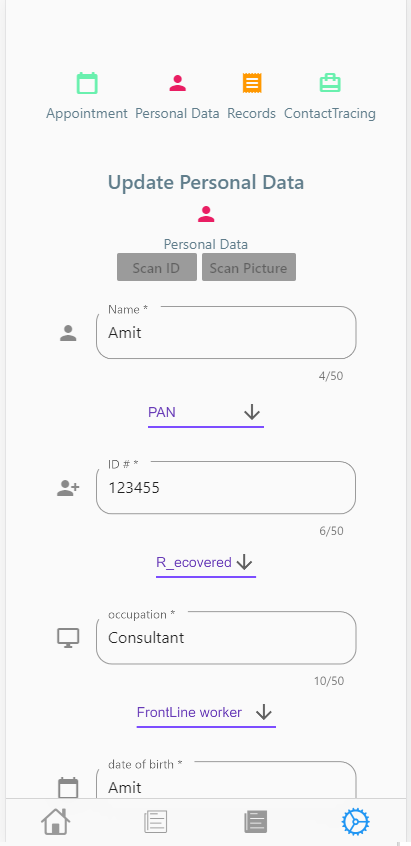 Appointment Personal Data Records ContactTracing
Update Personal Data
Personal Data
Scan ID Scan Picture
Name *
Amit
4/50
PAN
ID # *
123455
6/50
R_ecovered
occupation *
Consultant
10/50
FrontLine worker
date of birth *
Amit